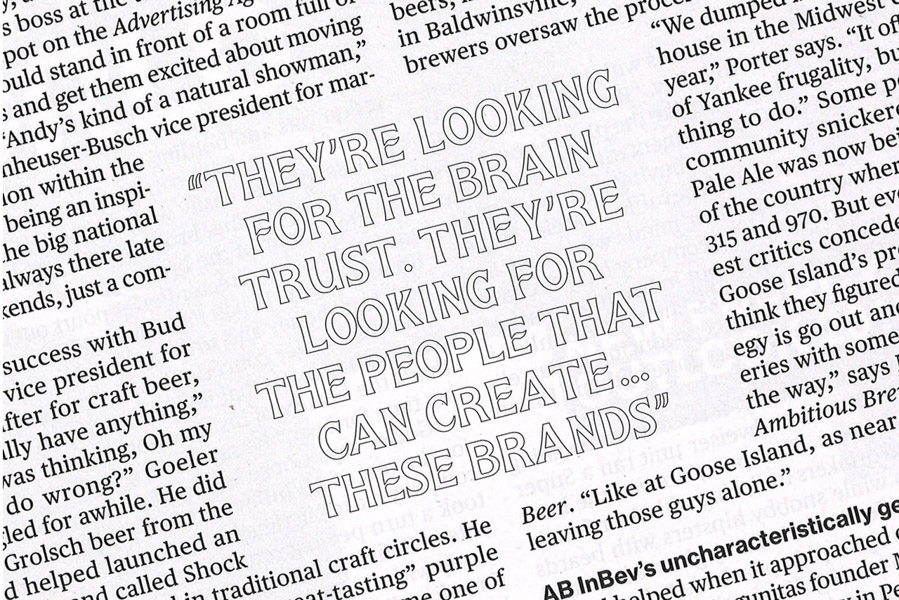 s boss at the
pot on the Advertising
ould stand in front of a room full of
s and get them excited about moving
"Andy's kind of a natural showman,"
nheuser-Busch vice president for mar-
ion within the
being an inspi-
he big national
always there late
kends, just a com-
success with Bud
vice president for
fter for craft beer,
lly have anything,"
was thinking, Oh my
do wrong?" Goeler
led for awhile. He did
Grolsch beer from the
d helped launched an
and called Shock
in traditional craft circles. He
eat-tasting" purple
me one of
beers, in
in Baldwinsville,
brewers oversaw the proce
"THEY'RE LOOKING
FOR THE BRAIN
TRUST. THEY'RE
LOOKING FOR
THE PEOPLE THAT
CAN CREATE...
THESE BRANDS"
"We dumped
house in the Midwest
year," Porter says. "It of
of Yankee frugality, bu
thing to do." Some pe
community snickere
Pale Ale was now bei
of the country wher
315 and 970. But eve
est critics concede
Goose Island's pr
think they figured
egy is go out and
eries with some
the way," says
Ambitious Bre
Beer. "Like at Goose Island, as near
leaving those guys alone."
AB InBev's uncharacteristically ge
helped when it approached
gunitas founder
in Pe